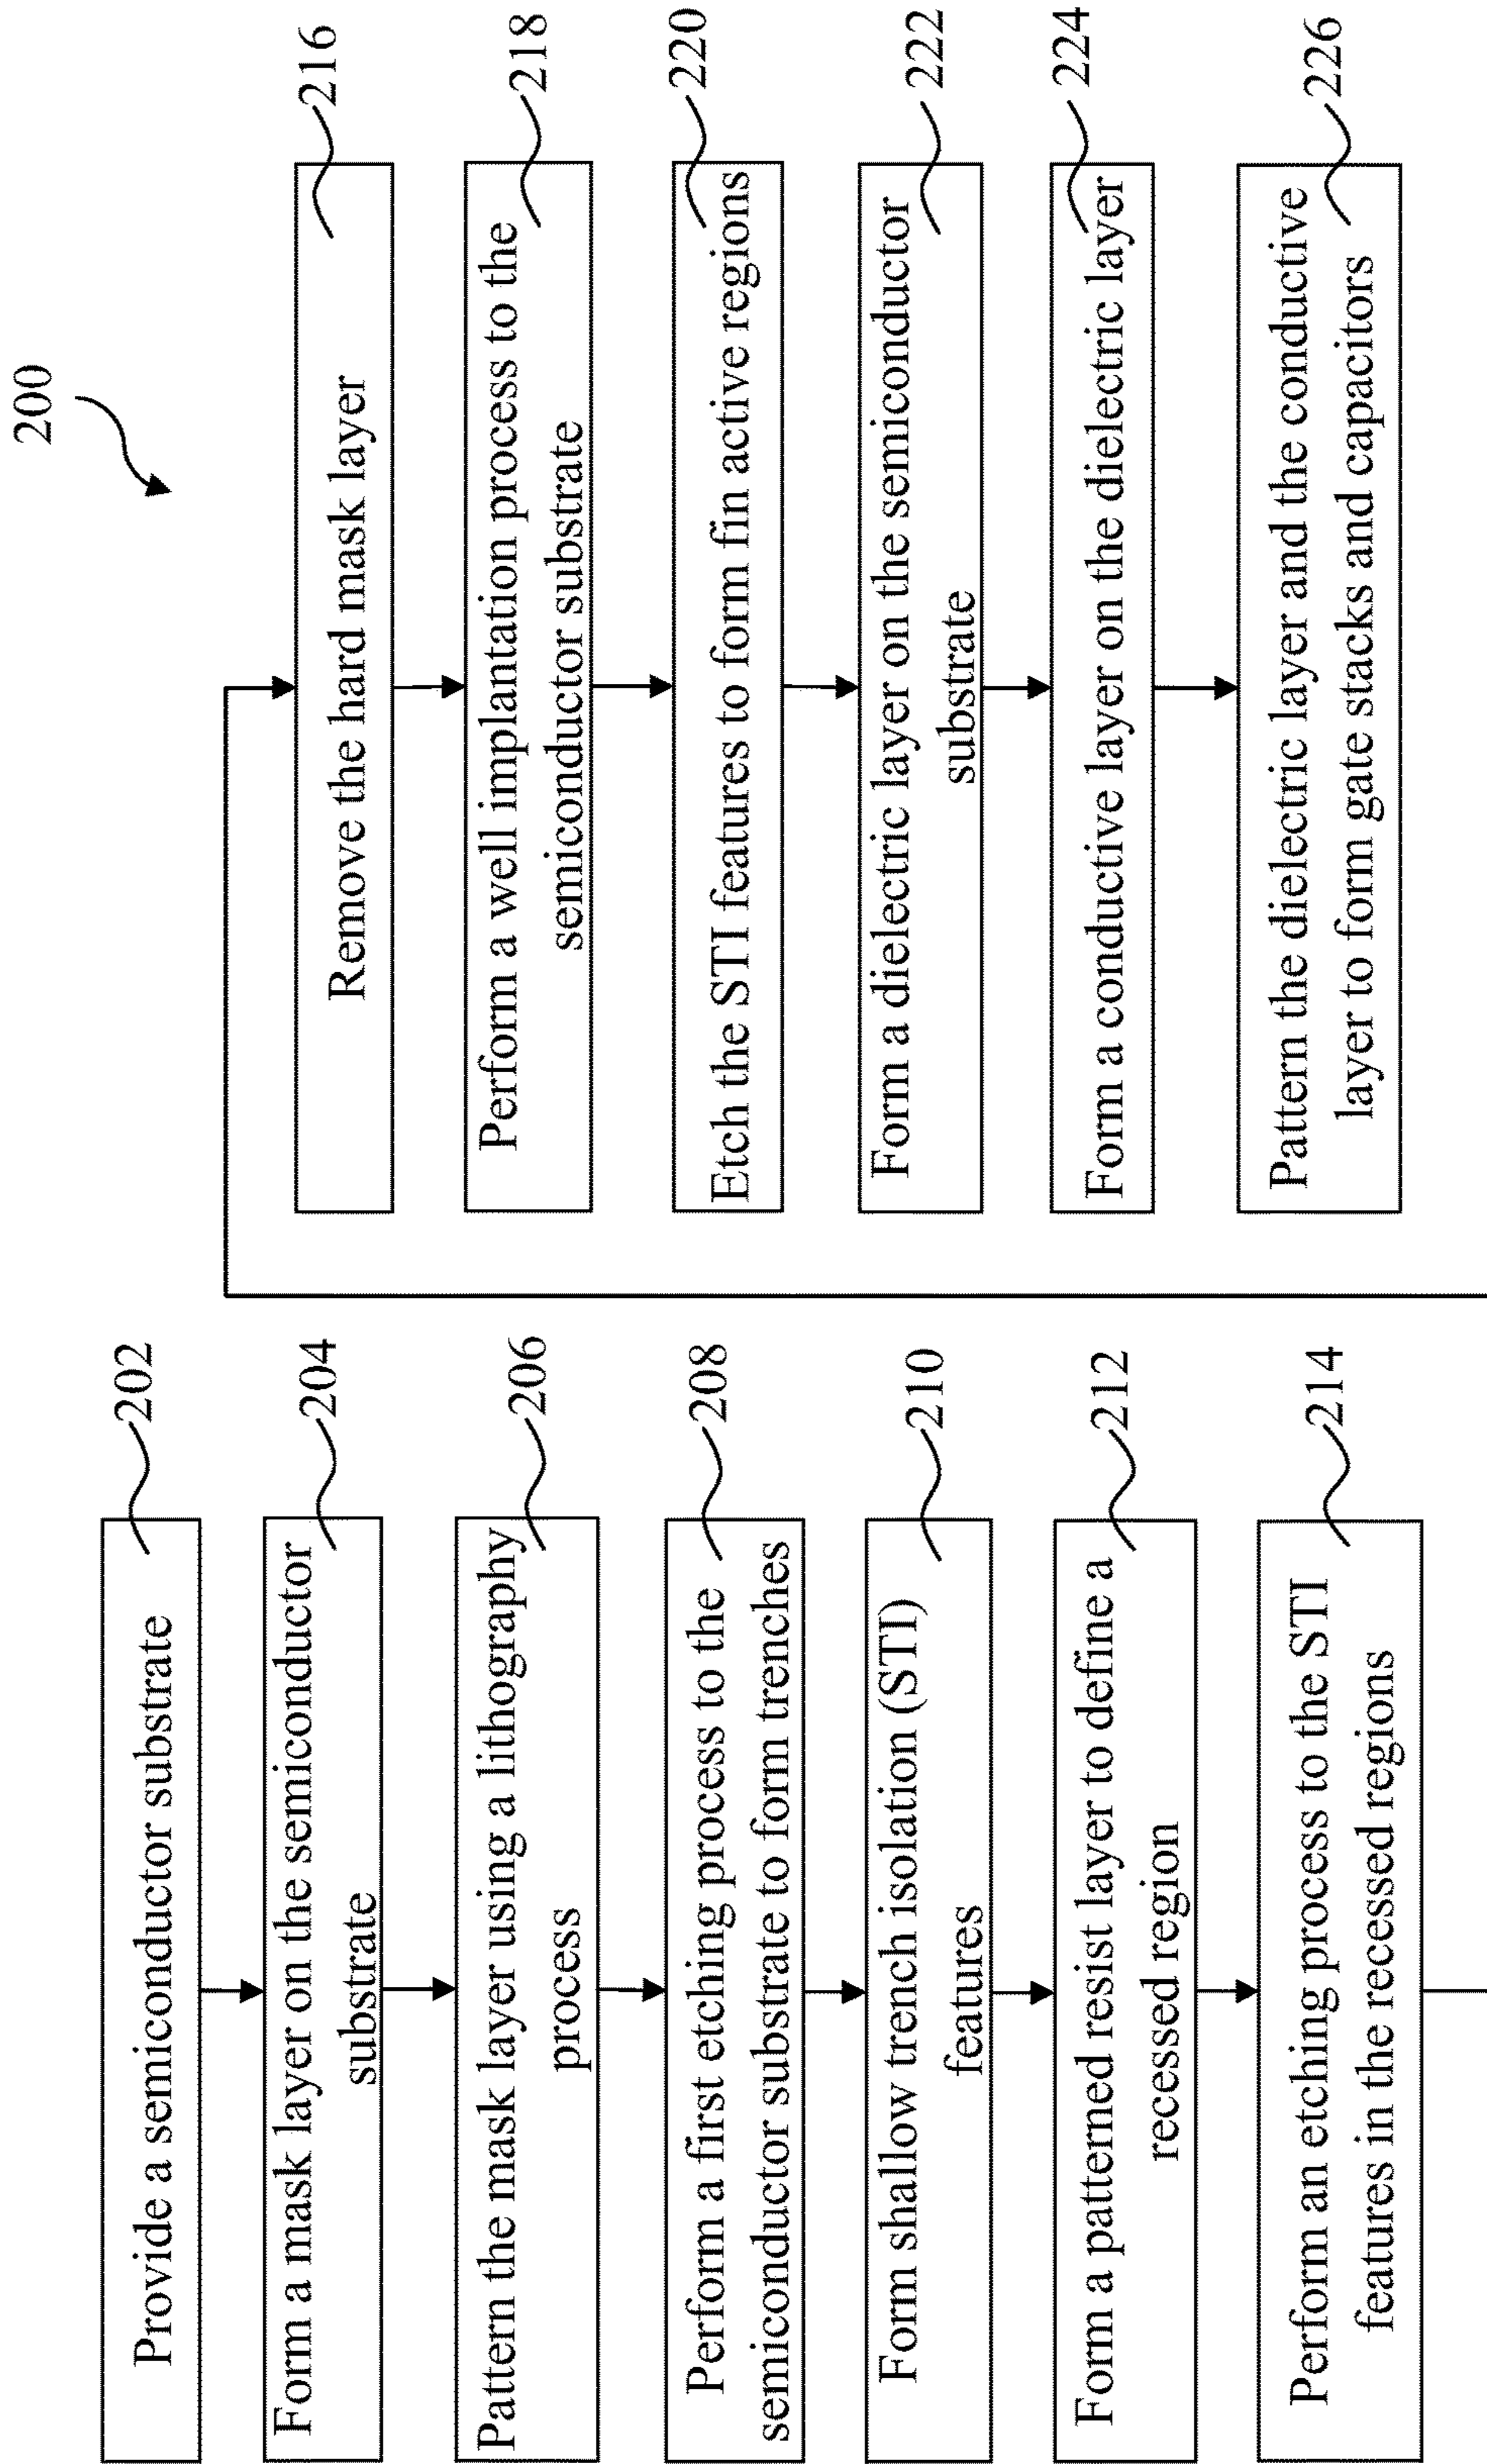 200
Provide a semiconductor substrate
202
Form a mask layer on the semiconductor
substrate
204
Pattern the mask layer using a lithography
process
206
Perform a first etching process to the
semiconductor substrate to form trenches
208
Form shallow trench isolation (STI)
features
210
Form a patterned resist layer to define a
recessed region
212
Perform an etching process to the STI
features in the recessed regions
214
Remove the hard mask layer
216
Perform a well implantation process to the
semiconductor substrate
218
Etch the STI features to form fin active regions
220
Form a dielectric layer on the semiconductor
substrate
222
Form a conductive layer on the dielectric layer
224
Pattern the dielectric layer and the conductive
layer to form gate stacks and capacitors
226